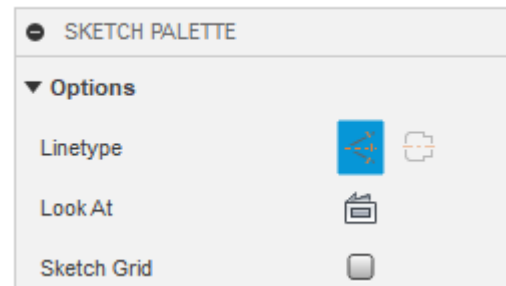 SKETCH PALETTE
Options
Linetype
Look At
Sketch Grid